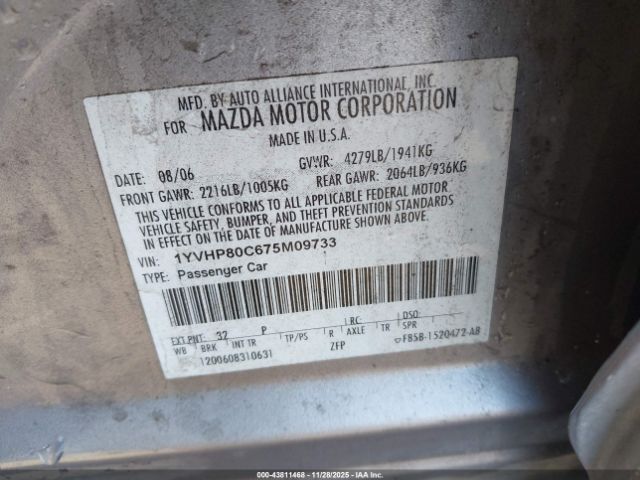 MFD. BY AUTO ALLIANCE INTERNATIONAL, INC.
FOR MAZDA MOTOR CORPORATION
MADE IN U.S.A.
DATE: 08/06 GVWR: 4279LB/1941KG
FRONT GAWR: 2216LB/1005KG REAR GAWR: 2064LB/936KG
THIS VEHICLE CONFORMS TO ALL APPLICABLE FEDERAL MOTOR
VEHICLE SAFETY, BUMPER, AND THEFT PREVENTION STANDARDS
IN EFFECT ON THE DATE OF MANUFACTURE SHOWN ABOVE.
VIN: 1YVHP80C675M09733
TYPE: Passenger Car
EXT PNT: 32 P RC: DSO:
WB BRK INT TR TP/PS R AXLE TR SPR
ZFP
1200608310631 F85B-1520472-AB
000-43811468 - 11/28/2025 - IAA Inc.